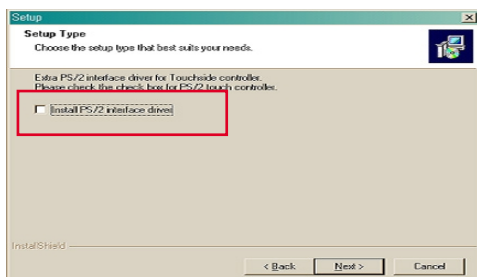 Setup
Setup Type
Choose the setup type that best suits your needs.
Extra PS/2 interface driver for Touchside controller.
Please check the check box for PS/2 touch controller.
Install PS/2 interface driver
InstallShield
< Back
Next >
Cancel